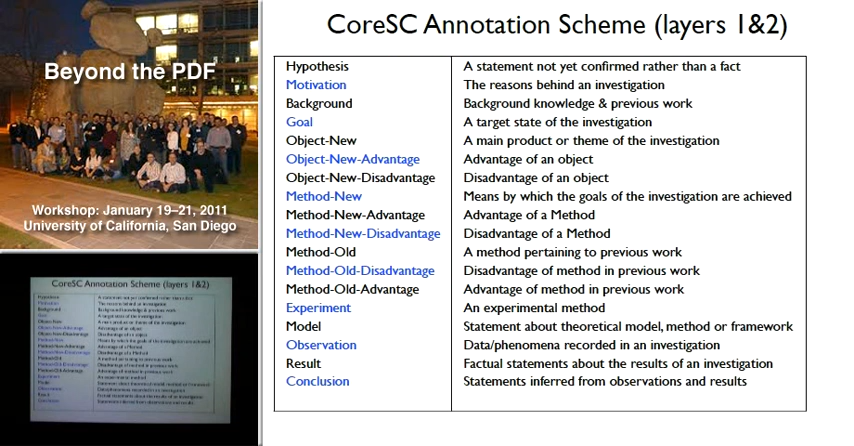 Beyond the PDF
Workshop: January 19–21, 2011
University of California, San Diego
CoreSC Annotation Scheme (layers 1&2)
CoreSC Annotation Scheme (layers 1&2)
Hypothesis A statement not yet confirmed rather than a fact
Motivation The reasons behind an investigation
Background Background knowledge & previous work
Goal A target state of the investigation
Object-New A main product or theme of the investigation
Object-New-Advantage Advantage of an object
Object-New-Disadvantage Disadvantage of an object
Method-New Means by which the goals of the investigation are achieved
Method-New-Advantage Advantage of a Method
Method-New-Disadvantage Disadvantage of a Method
Method-Old A method pertaining to previous work
Method-Old-Disadvantage Disadvantage of method in previous work
Method-Old-Advantage Advantage of method in previous work
Experiment An experimental method
Model Statement about theoretical model, method or framework
Observation Data/phenomena recorded in an investigation
Result Factual statements about the results of an investigation
Conclusion Statements inferred from observations and results